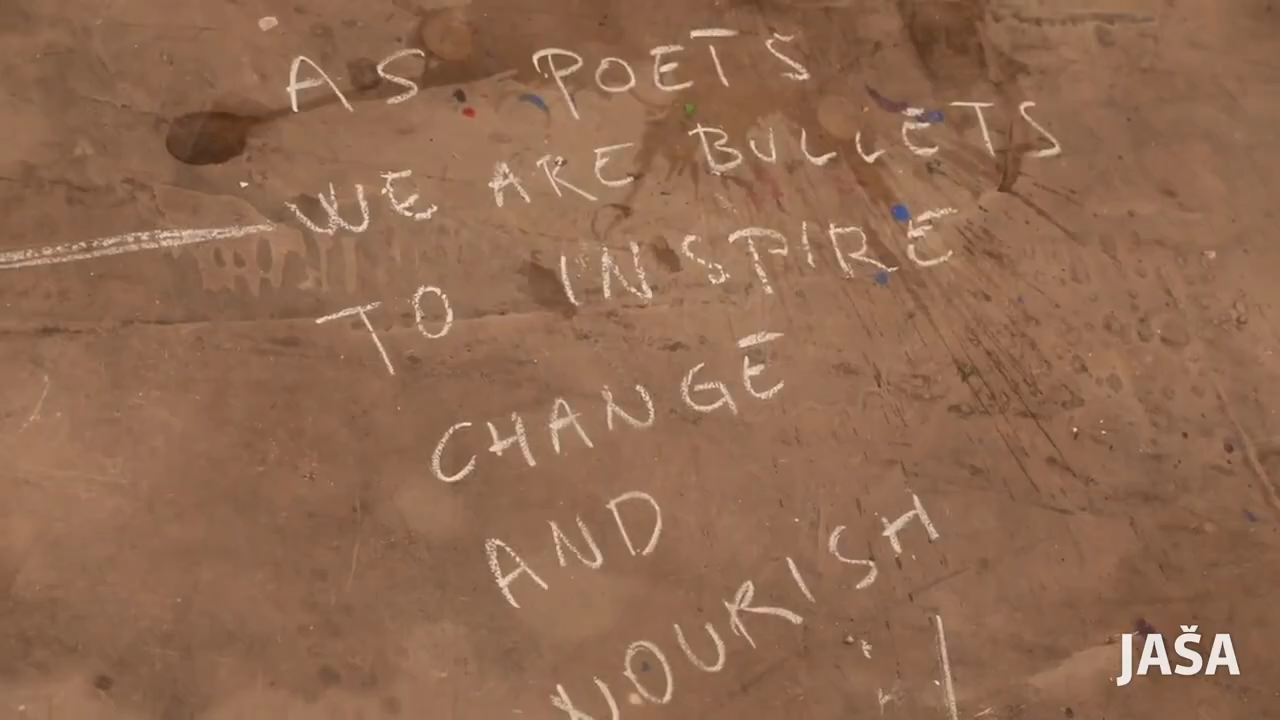 AS POETS
WE ARE BULLETS
TO INSPIRE
CHANGE
AND
NOURISH
JAŠA